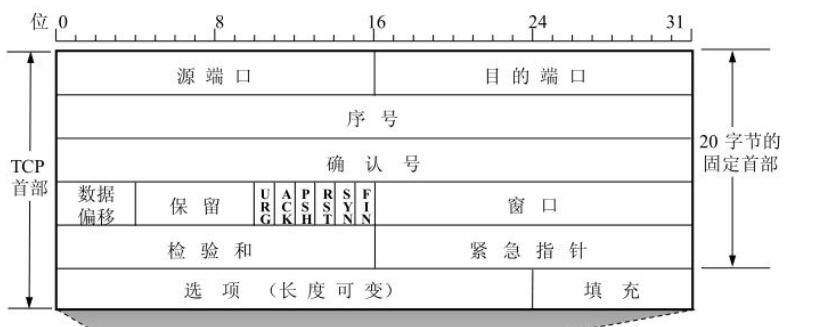 位 0 8 16 24 31
源端口 目的端口
序号
确认号
TCP
首部
20 字节的
固定首部
数据
偏移
保留
URG
ACK
PSH
RST
SYN
FIN
窗口
检验和 紧急指针
选项（长度可变） 填充